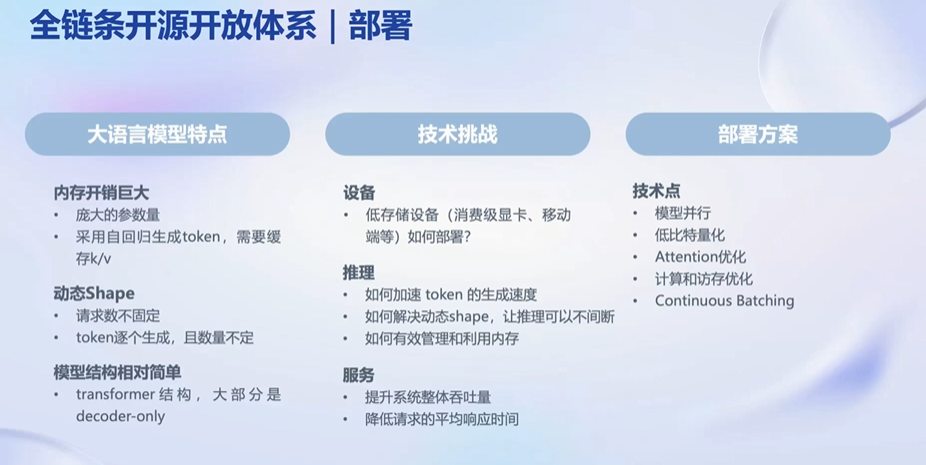 全链条开源开放体系｜部署
大语言模型特点
内存开销巨大
• 庞大的参数量
• 采用自回归生成token，需要缓
存k/v
动态Shape
• 请求数不固定
• token逐个生成，且数量不定
模型结构相对简单
• transformer 结构，大部分是
decoder-only
技术挑战
设备
• 低存储设备（消费级显卡、移动
端等）如何部署？
推理
• 如何加速 token 的生成速度
• 如何解决动态shape，让推理可以不间断
• 如何有效管理和利用内存
服务
• 提升系统整体吞吐量
• 降低请求的平均响应时间
部署方案
技术点
• 模型并行
• 低比特量化
• Attention优化
• 计算和访存优化
• Continuous Batching